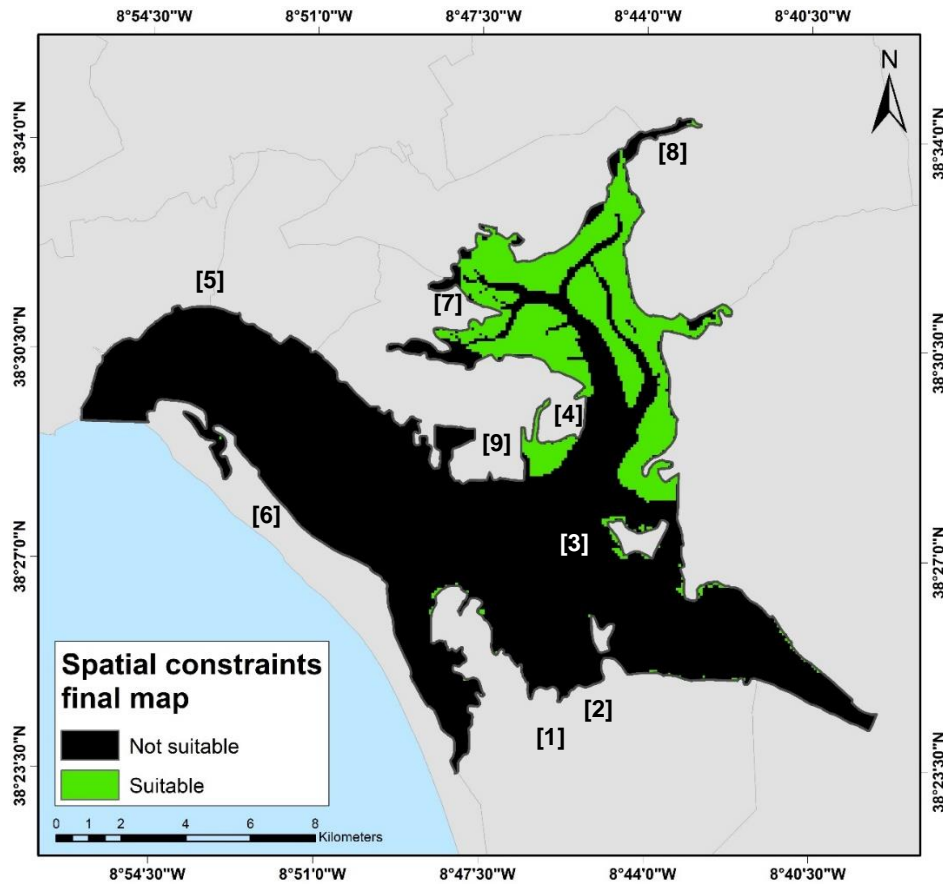 8°54'30"W 8°51'0"W 8°47'30"W 8°44'0"W 8°40'30"W
N
38°34'0"N 38°34'0"N
[8]
[5]
[7]
38°30'30"N 38°30'30"N
[4]
[9]
[6]
[3]
38°27'0"N 38°27'0"N
Spatial constraints
final map
[2]
[1]
Not suitable
38°23'30"N 38°23'30"N
Suitable
0 1 2 4 6 8
Kilometers
8°54'30"W 8°51'0"W 8°47'30"W 8°44'0"W 8°40'30"W